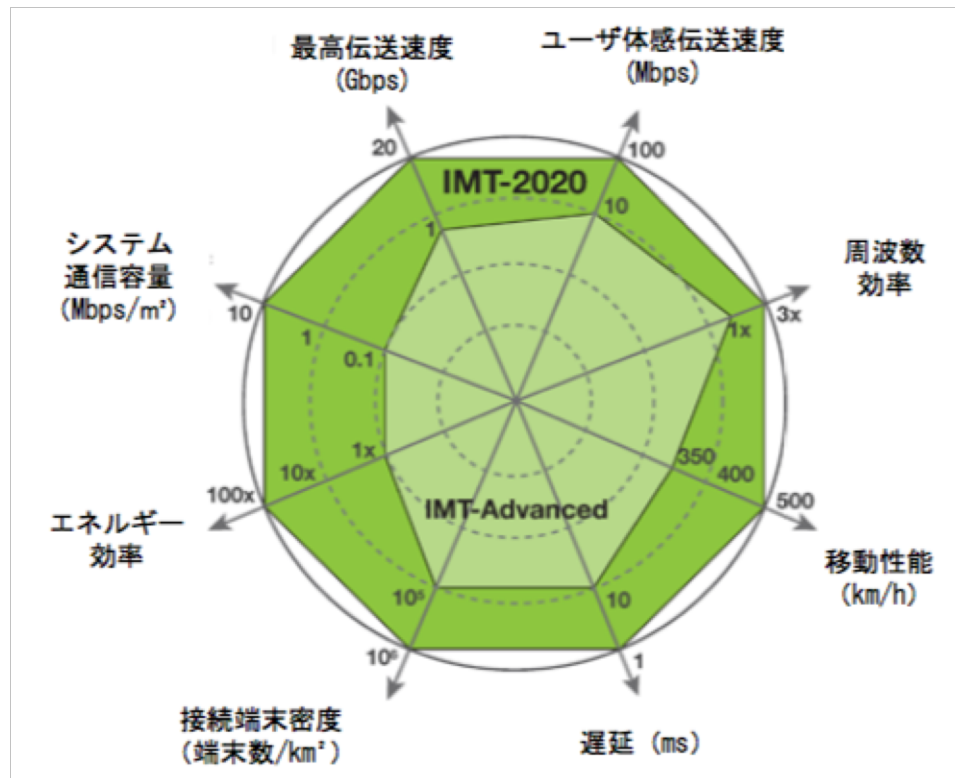 最高伝送速度
(Gbps)
ユーザ体感伝送速度
(Mbps)
20
100
IMT-2020
1
10
システム
通信容量
(Mbps/m²)
周波数
効率
10
1
0.1
1x
3x
100x
10x
1x
350
400
500
エネルギー
効率
IMT-Advanced
移動性能
(km/h)
10⁵
10
10⁶
1
接続端末密度
(端末数/km²)
遅延 (ms)